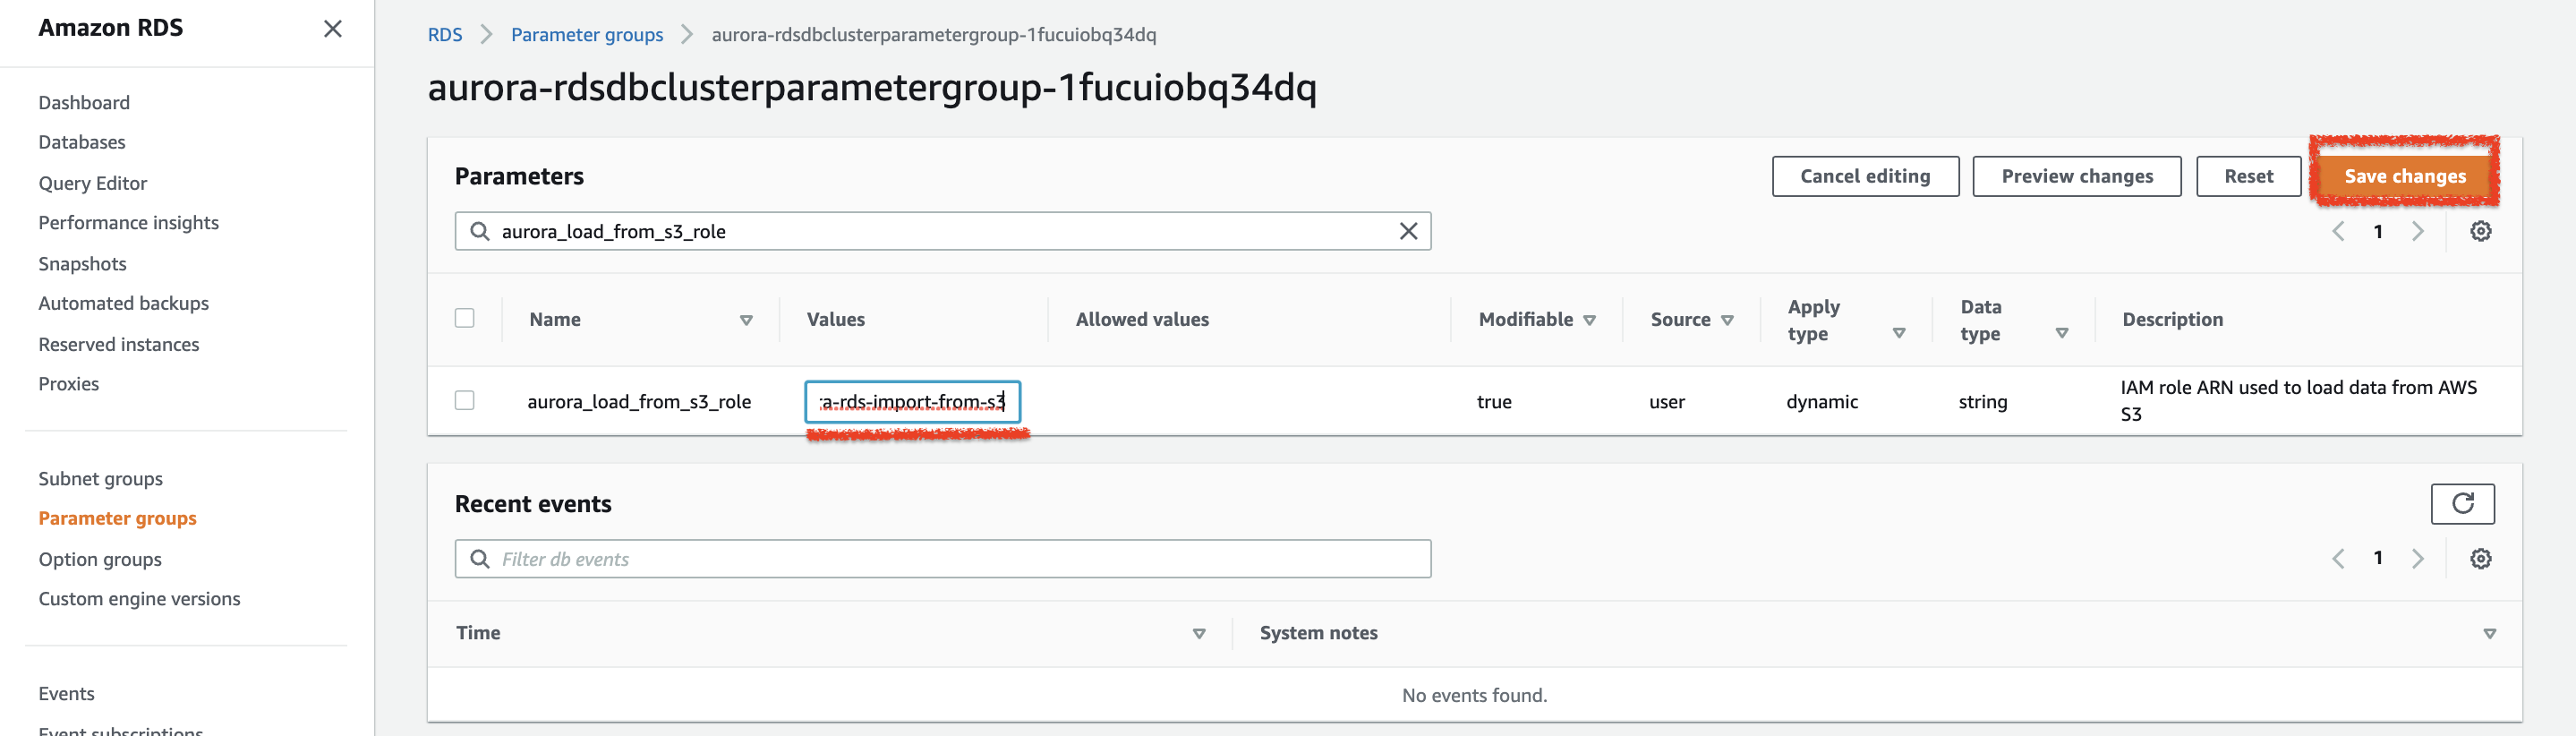 Amazon RDS
Dashboard
Databases
Query Editor
Performance insights
Snapshots
Automated backups
Reserved instances
Proxies
Subnet groups
Parameter groups
Option groups
Custom engine versions
Events
Event subscriptions
RDS
Parameter groups
aurora-rdsdbclusterparametergroup-1fucuiobq34dq
aurora-rdsdbclusterparametergroup-1fucuiobq34dq
Parameters
Cancel editing
Preview changes
Reset
Save changes
aurora_load_from_s3_role
1
Name
Values
Allowed values
Modifiable
Source
Apply
type
Data
type
Description
aurora_load_from_s3_role
a-rds-import-from-s3
true
user
dynamic
string
IAM role ARN used to load data from AWS
S3
Recent events
Filter db events
1
Time
System notes
No events found.